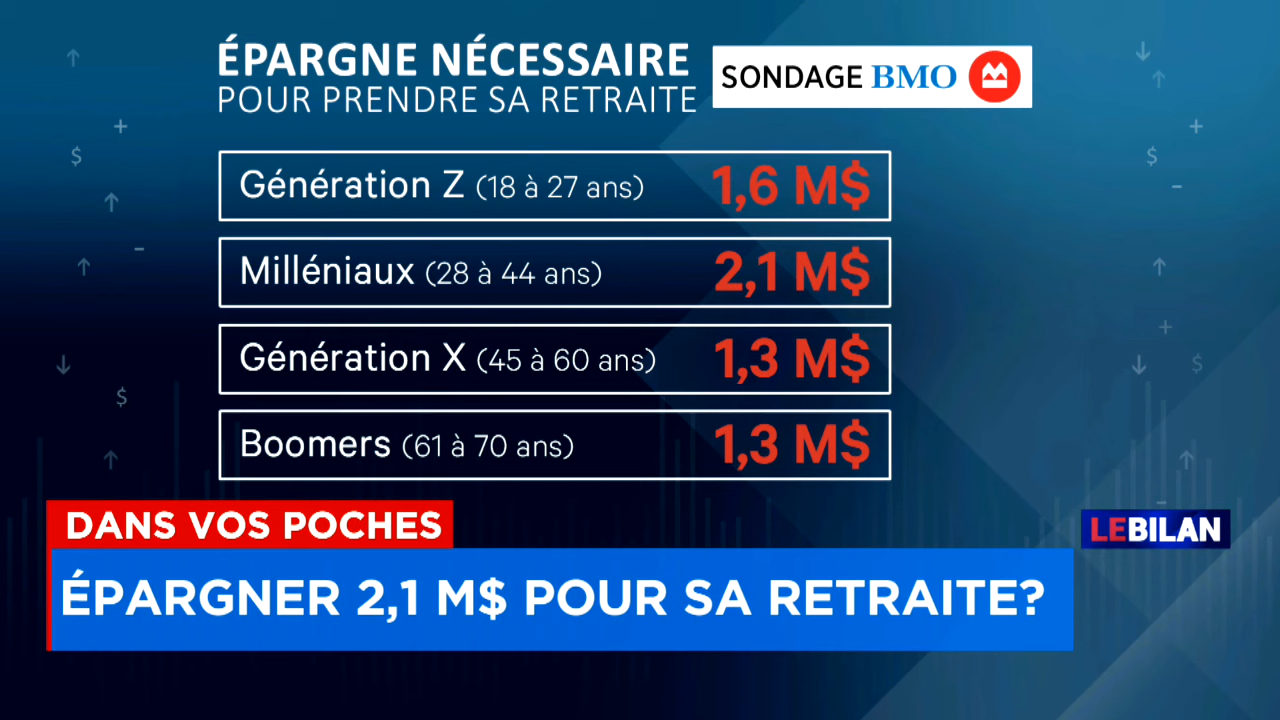 ÉPARGNE NÉCESSAIRE
POUR PRENDRE SA RETRAITE
SONDAGE BMO
Génération Z (18 à 27 ans) 1,6 M$
Milléniaux (28 à 44 ans) 2,1 M$
Génération X (45 à 60 ans) 1,3 M$
Boomers (61 à 70 ans) 1,3 M$
DANS VOS POCHES
LEBILAN
ÉPARGNER 2,1 M$ POUR SA RETRAITE?